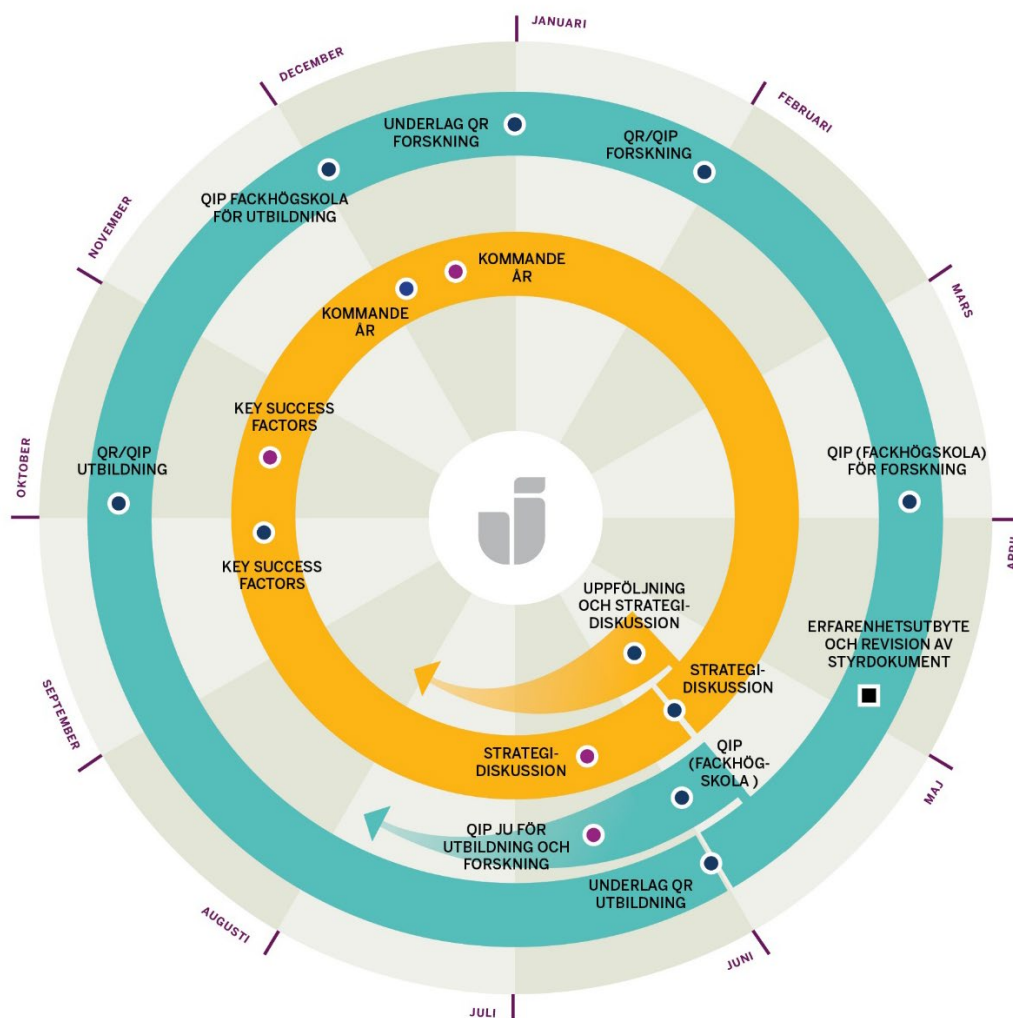 JANUARI
FEBRUARI
MARS
APRIL
MAJ
JUNI
JULI
AUGUSTI
SEPTEMBER
OKTOBER
NOVEMBER
DECEMBER
UNDERLAG QR
FORSKNING
QR/QIP
FORSKNING
QIP FACKHÖGSKOLA
FÖR UTBILDNING
KOMMANDE
ÅR
KOMMANDE
ÅR
KEY SUCCESS
FACTORS
QR/QIP
UTBILDNING
QIP (FACKHÖGSKOLA)
FÖR FORSKNING
KEY SUCCESS
FACTORS
UPPFÖLJNING
OCH STRATEGI-
DISKUSSION
ERFARENHETSUTBYTE
OCH REVISION AV
STYRDOKUMENT
STRATEGI-
DISKUSSION
STRATEGI-
DISKUSSION
QIP
(FACKHÖG-
SKOLA )
QIP JU FÖR
UTBILDNING OCH
FORSKNING
UNDERLAG QR
UTBILDNING